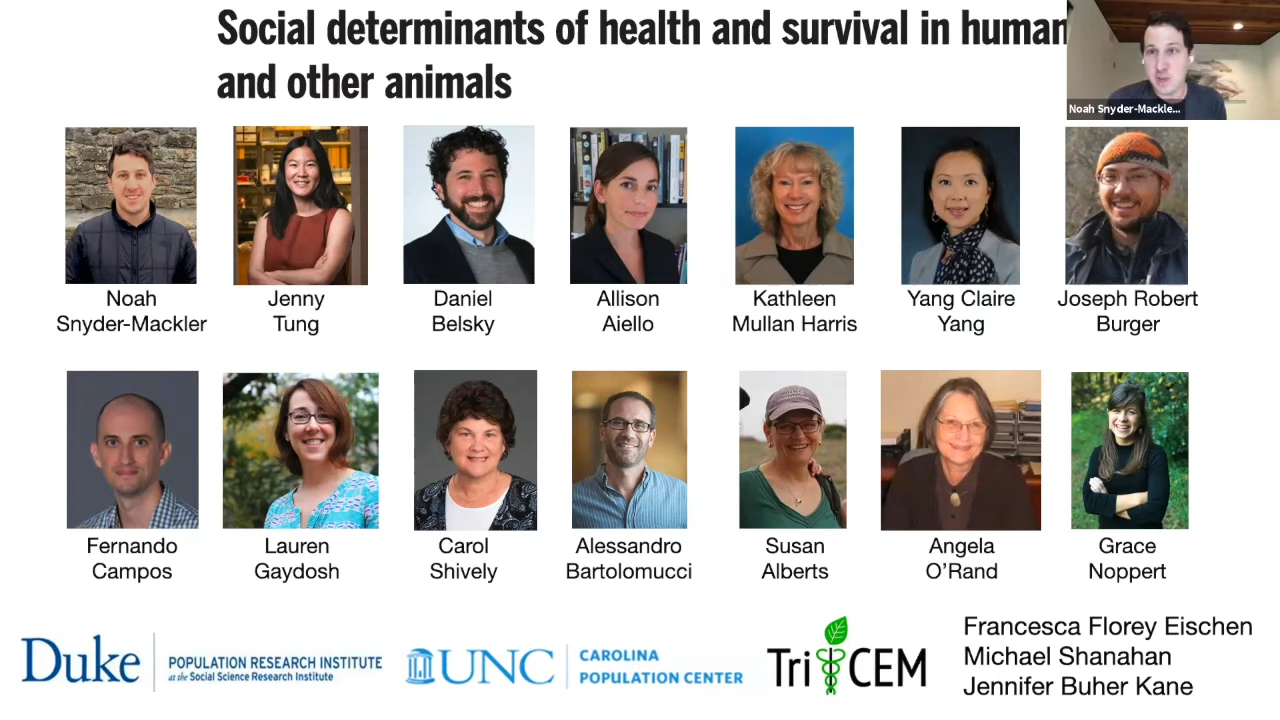 Social determinants of health and survival in human
and other animals
Noah Snyder-Mackle...
Noah
Snyder-Mackler
Jenny
Tung
Daniel
Belsky
Allison
Aiello
Kathleen
Mullan Harris
Yang Claire
Yang
Joseph Robert
Burger
Fernando
Campos
Lauren
Gaydosh
Carol
Shively
Alessandro
Bartolomucci
Susan
Alberts
Angela
O'Rand
Grace
Noppert
Duke
POPULATION RESEARCH INSTITUTE
at the Social Science Research Institute
UNC
CAROLINA
POPULATION CENTER
Tri CEM
Francesca Florey Eischen
Michael Shanahan
Jennifer Buher Kane